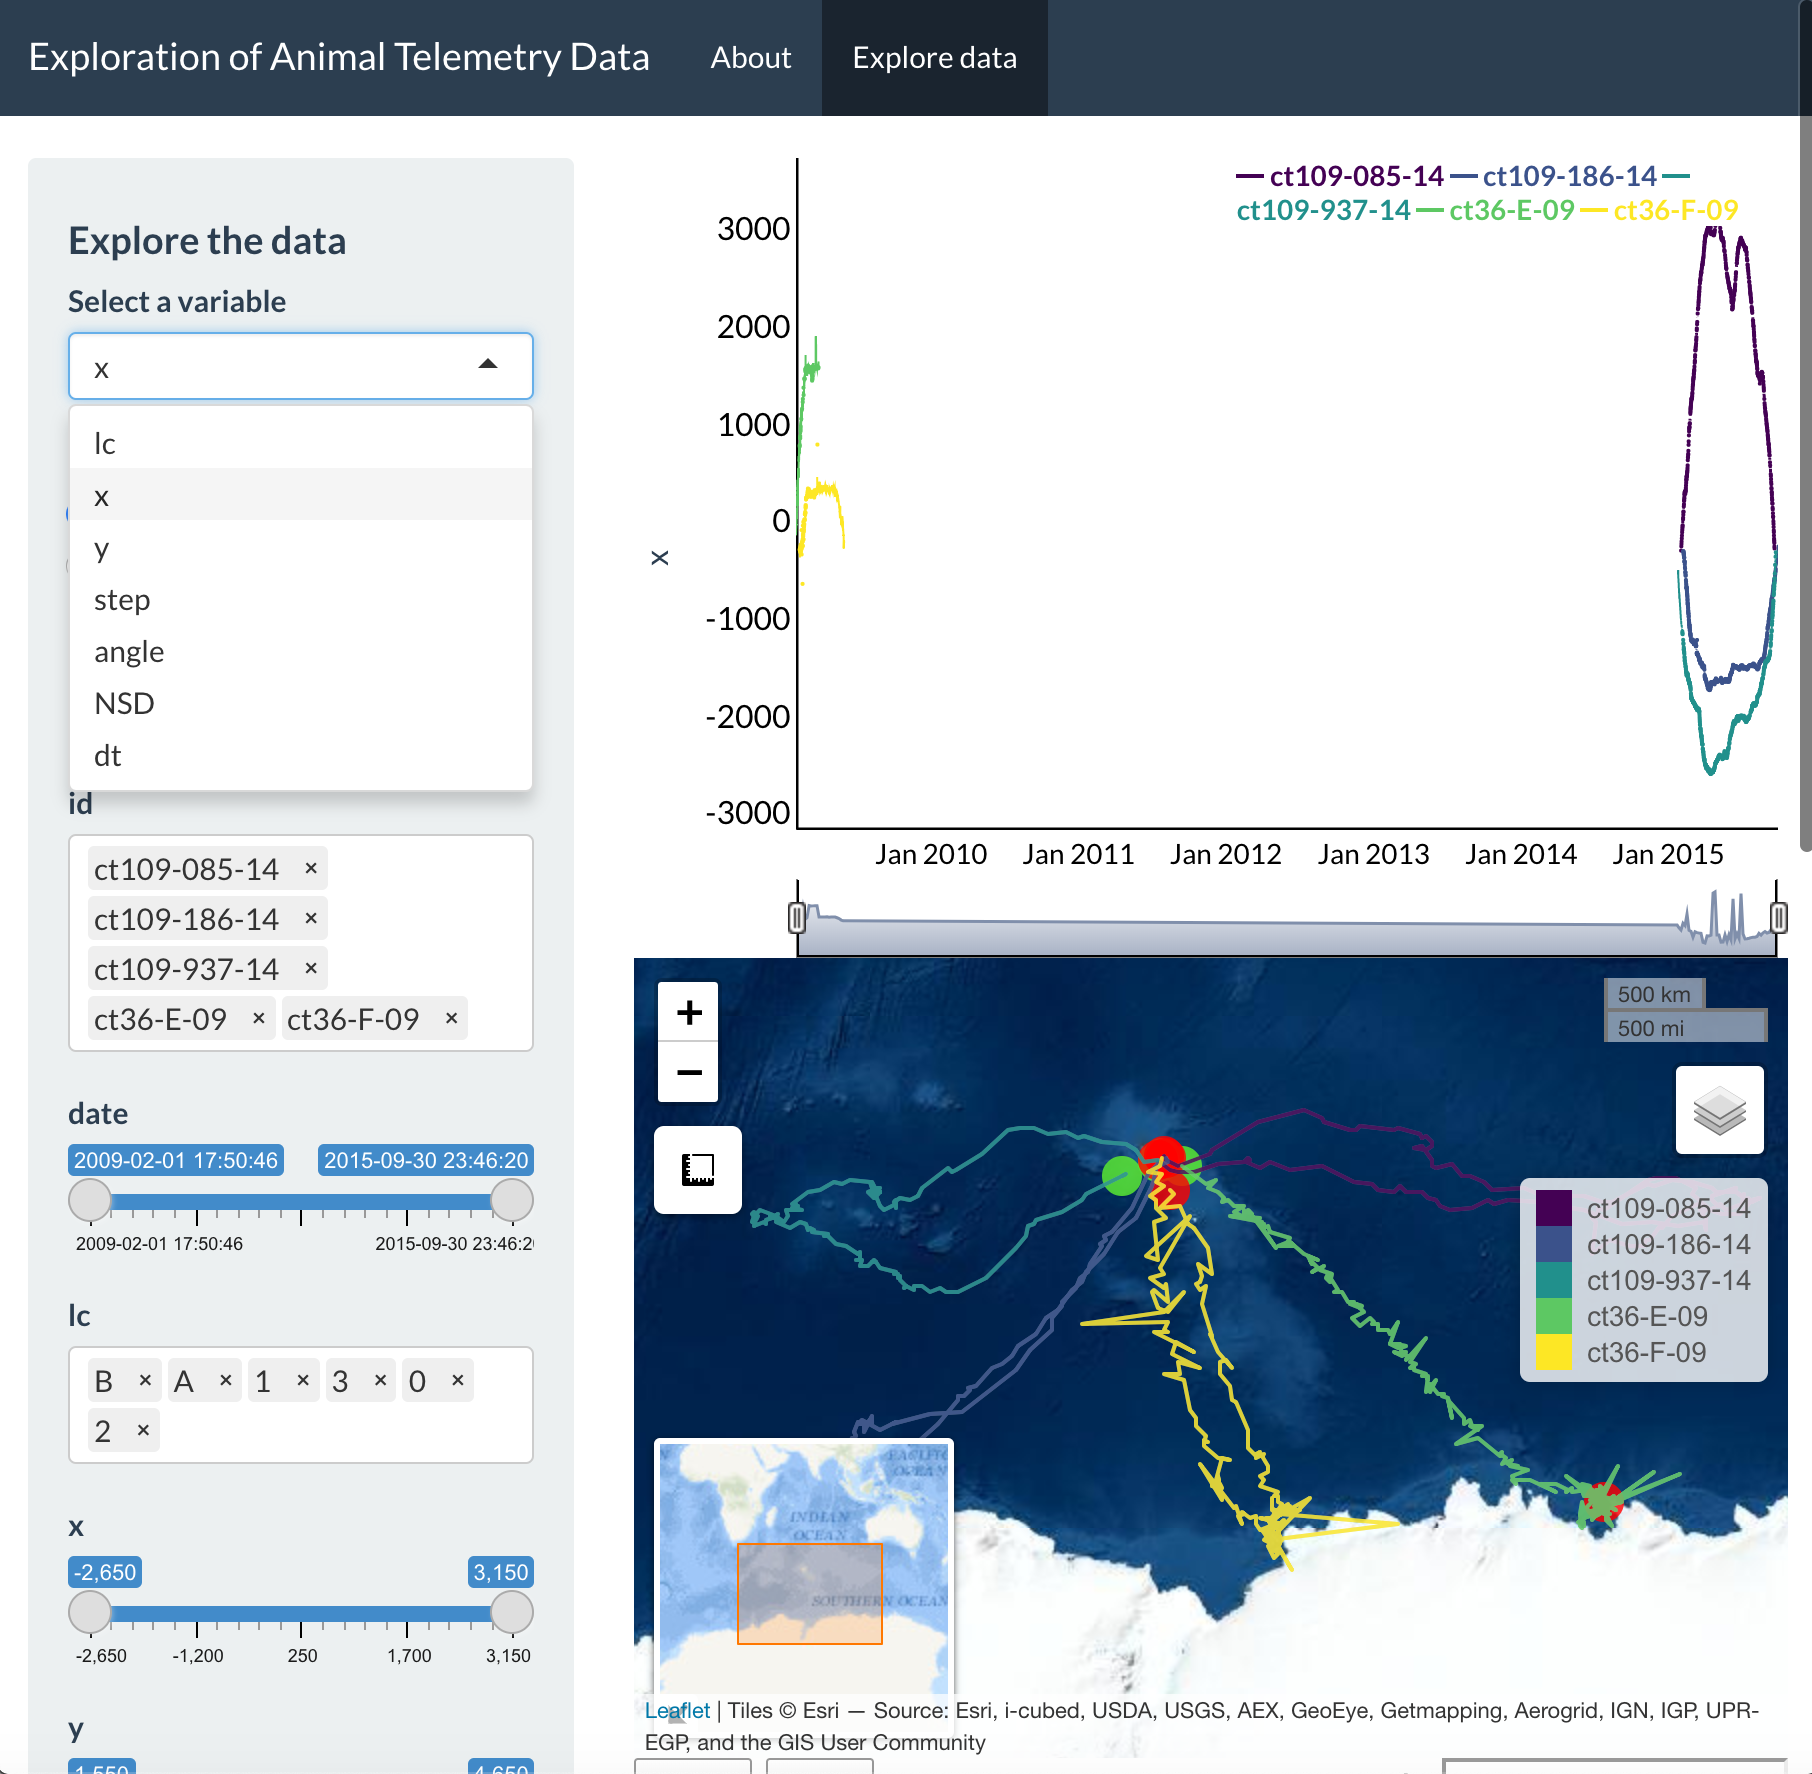 Exploration of Animal Telemetry Data About Explore data
Explore the data
Select a variable
x
lc
x
y
step
angle
NSD
dt
id
ct109-085-14 ×
ct109-186-14 ×
ct109-937-14 ×
ct36-E-09 × ct36-F-09 ×
date
2009-02-01 17:50:46 2015-09-30 23:46:20
2009-02-01 17:50:46 2015-09-30 23:46:2
lc
B × A × 1 × 3 × 0 ×
2 ×
x
-2,650 3,150
-2,650 -1,200 250 1,700 3,150
y
ct109-085-14 ct109-186-14
ct109-937-14 ct36-E-09 ct36-F-09
3000
2000
1000
0
-1000
-2000
-3000
x
Jan 2010 Jan 2011 Jan 2012 Jan 2013 Jan 2014 Jan 2015
+
−
500 km
500 mi
ct109-085-14
ct109-186-14
ct109-937-14
ct36-E-09
ct36-F-09
PACIFIC
OCEAN
INDIAN
OCEAN
SOUTHERN OCEAN
Leaflet | Tiles © Esri — Source: Esri, i-cubed, USDA, USGS, AEX, GeoEye, Getmapping, Aerogrid, IGN, IGP, UPR-
EGP, and the GIS User Community